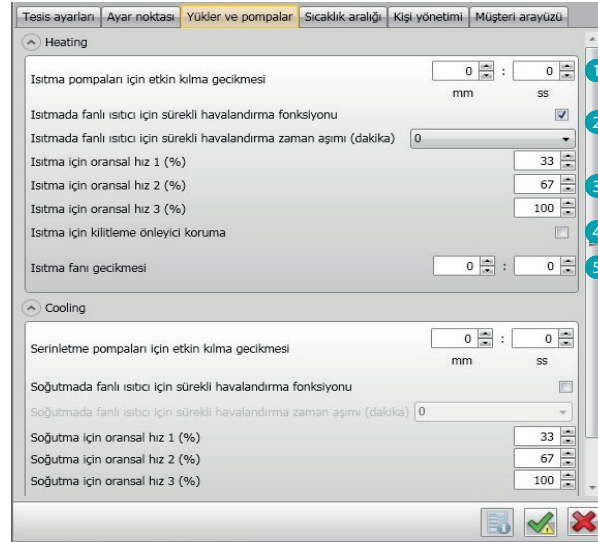 Tesis ayarları Ayar noktası Yükler ve pompalar Sıcaklık aralığı Kişi yönetimi Müşteri arayüzü
Heating
Isıtma pompaları için etkin kılma gecikmesi 0 : 0 1
mm ss
Isıtmada fanlı ısıtıcı için sürekli havalandırma fonksiyonu 2
Isıtmada fanlı ısıtıcı için sürekli havalandırma zaman aşımı (dakika) 0
Isıtma için oransal hız 1 (%) 33
Isıtma için oransal hız 2 (%) 67 3
Isıtma için oransal hız 3 (%) 100
Isıtma için kilitleme önleyici koruma 4
Isıtma fanı gecikmesi 0 : 0 5
Cooling
Serinletme pompaları için etkin kılma gecikmesi 0 : 0
mm ss
Soğutmada fanlı ısıtıcı için sürekli havalandırma fonksiyonu
Soğutmada fanlı ısıtıcı için sürekli havalandırma zaman aşımı (dakika) 0
Soğutma için oransal hız 1 (%) 33
Soğutma için oransal hız 2 (%) 67
Soğutma için oransal hız 3 (%) 100